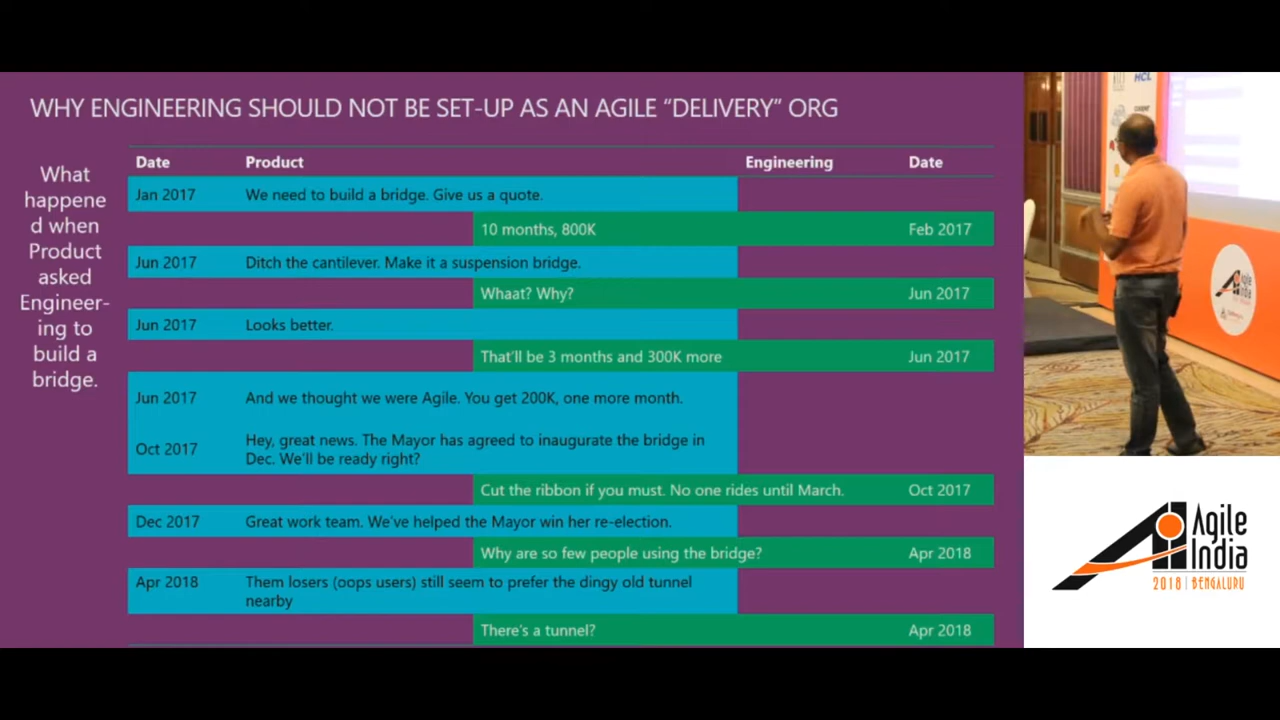 WHY ENGINEERING SHOULD NOT BE SET-UP AS AN AGILE “DELIVERY” ORG
What
happene
d when
Product
asked
Engineer-
ing to
build a
bridge.
Date Product Engineering Date
Jan 2017 We need to build a bridge. Give us a quote.
10 months, 800K Feb 2017
Jun 2017 Ditch the cantilever. Make it a suspension bridge.
Whaat? Why? Jun 2017
Jun 2017 Looks better.
That’ll be 3 months and 300K more Jun 2017
Jun 2017 And we thought we were Agile. You get 200K, one more month.
Oct 2017 Hey, great news. The Mayor has agreed to inaugurate the bridge in
Dec. We’ll be ready right?
Cut the ribbon if you must. No one rides until March. Oct 2017
Dec 2017 Great work team. We’ve helped the Mayor win her re-election.
Why are so few people using the bridge? Apr 2018
Apr 2018 Them losers (oops users) still seem to prefer the dingy old tunnel
nearby
There’s a tunnel? Apr 2018
HCL
Agile
India
Agile
India
2018 | BENGALURU